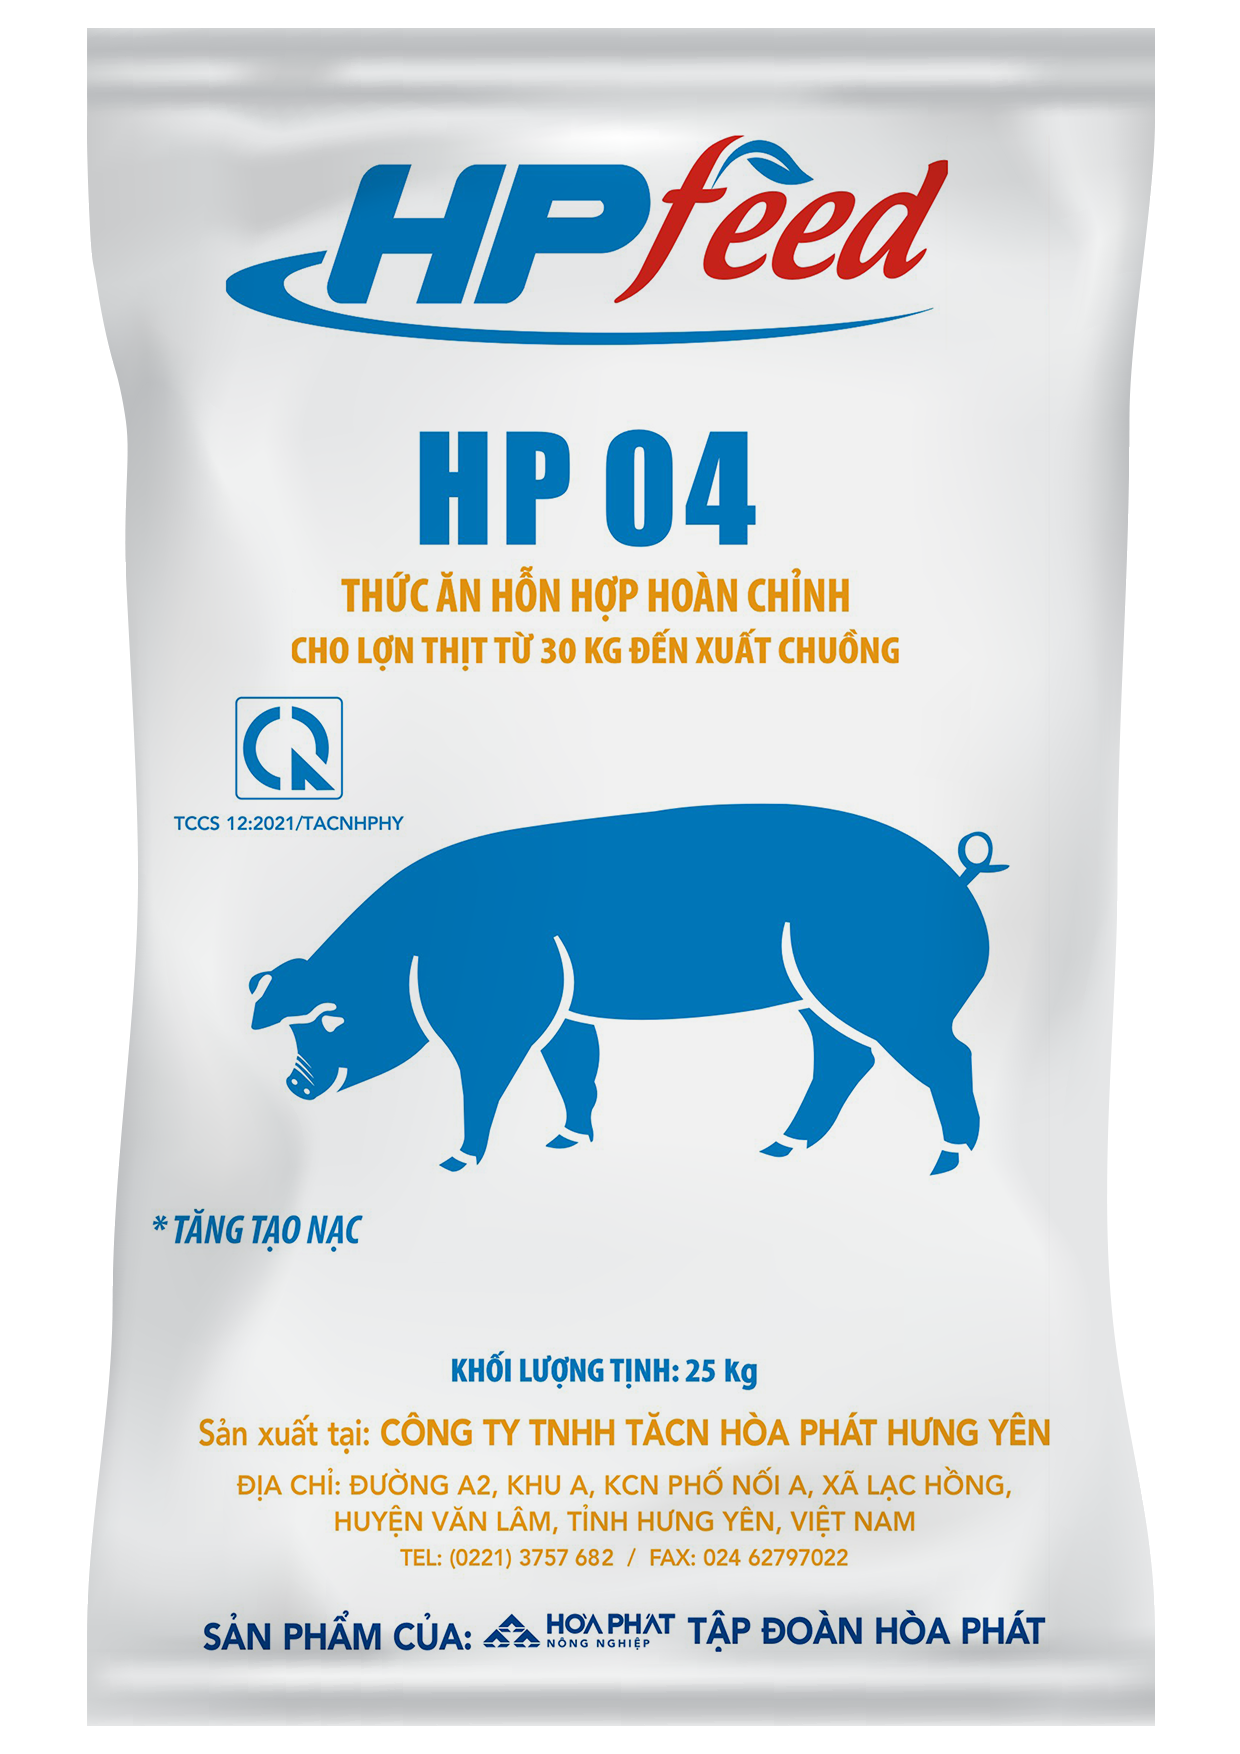 HPfeed
HP 04
THỨC ĂN HỖN HỢP HOÀN CHỈNH
CHO LỢN THỊT TỪ 30 KG ĐẾN XUẤT CHUỒNG
TCCS 12:2021/TACNHPHY
* TĂNG TẠO NẠC
KHỐI LƯỢNG TỊNH: 25 kg
Sản xuất tại: CÔNG TY TNHH TĂCN HÒA PHÁT HƯNG YÊN
ĐỊA CHỈ: ĐƯỜNG A2, KHU A, KCN PHỐ NỐI A, XÃ LẠC HỒNG,
HUYỆN VĂN LÂM, TỈNH HƯNG YÊN, VIỆT NAM
TEL: (0221) 3757 682 / FAX: 024 62797022
SẢN PHẨM CỦA: HÒA PHÁT NÔNG NGHIỆP TẬP ĐOÀN HÒA PHÁT